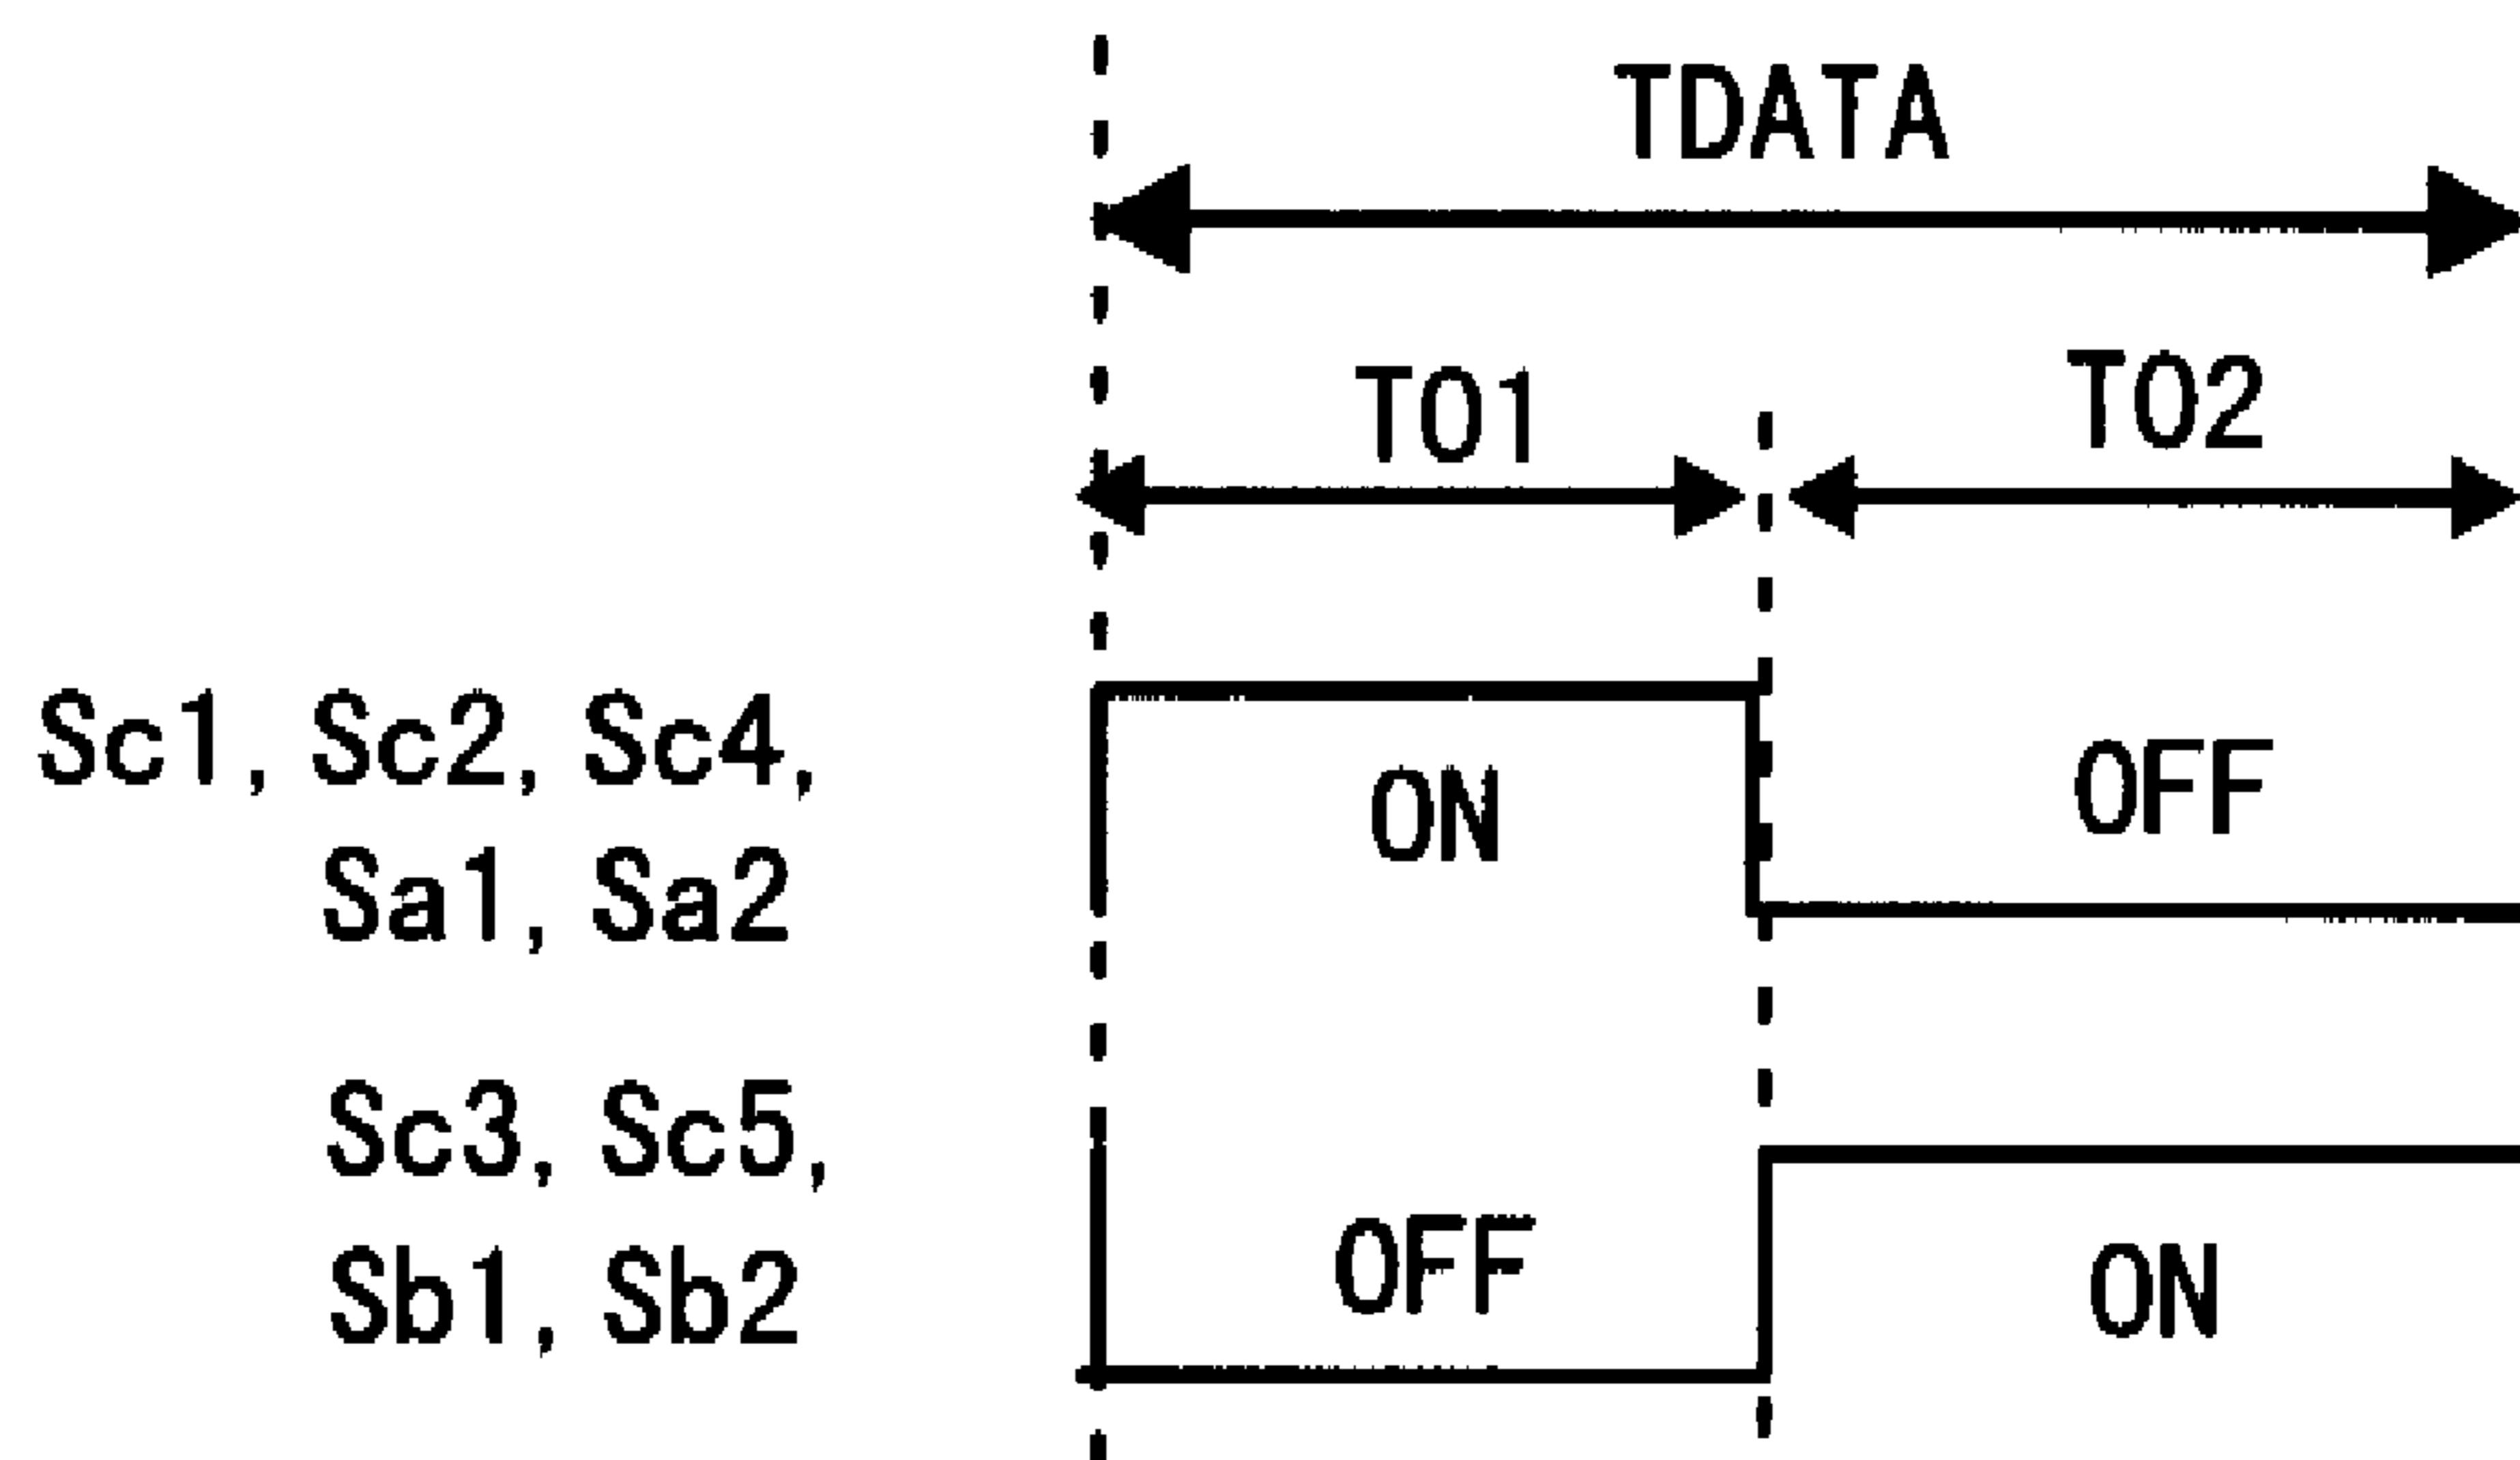 TDATA
TO1
TO2
Sc1, Sc2, Sc4,
Sa1, Sa2
ON
OFF
Sc3, Sc5,
Sb1, Sb2
OFF
ON